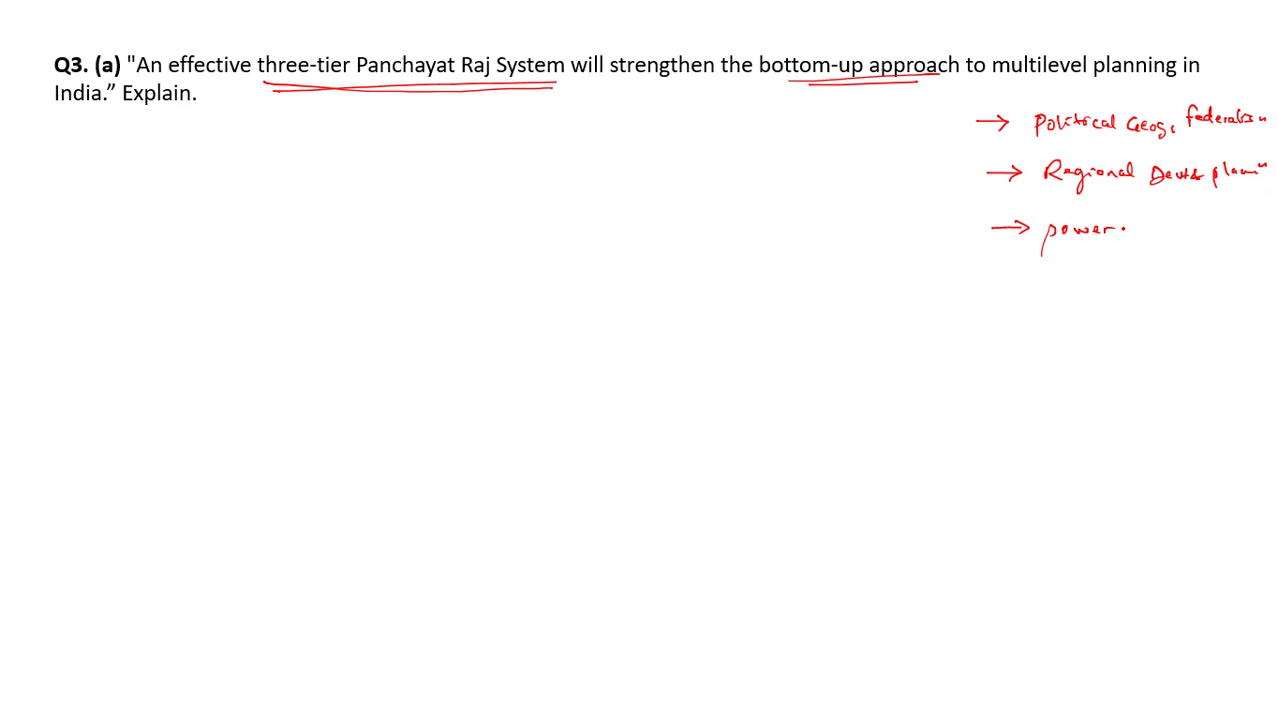 Q3. (a) "An effective three-tier Panchayat Raj System will strengthen the bottom-up approach to multilevel planning in
India.” Explain.
→ Political Geog, federalism
→ Regional Devt & plann
→ power.